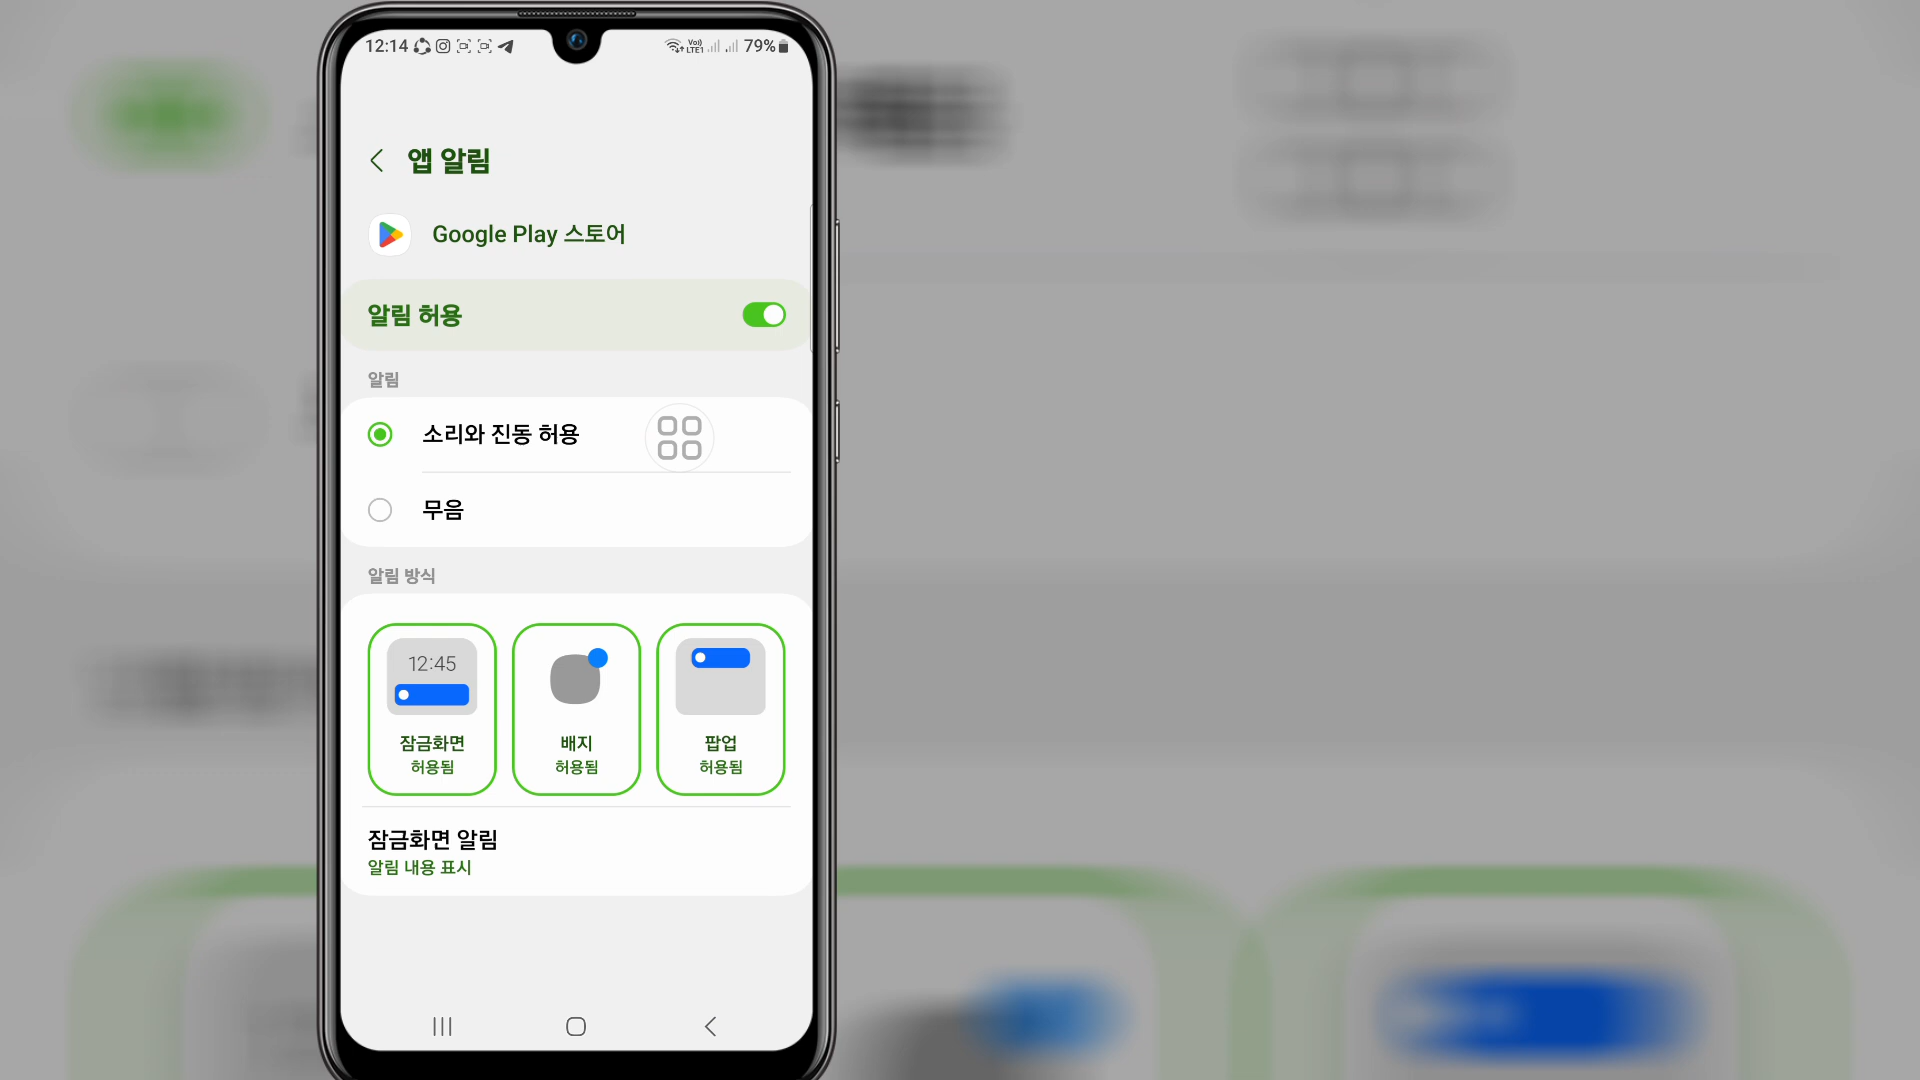 12:14
Vo)) LTE1 79%
앱 알림
Google Play 스토어
알림 허용
알림
소리와 진동 허용
무음
알림 방식
12:45
잠금화면
허용됨
배지
허용됨
팝업
허용됨
잠금화면 알림
알림 내용 표시